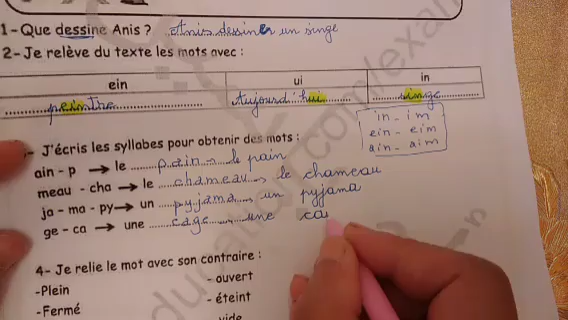 1 - Que dessine Anis ? Anis dessiner un singe
2 - Je relève du texte les mots avec :
ein ui in
peintre Aujourd'hui singe
in - im
ein - eim
ain - aim
J'écris les syllabes pour obtenir des mots :
ain - p → le pain le pain
meau - cha → le chameau le chameau
ja - ma - py → un pyjama un pyjama
ge - ca → une cage une ca
4 - Je relie le mot avec son contraire :
-Plein - ouvert
-Fermé - éteint
- vide